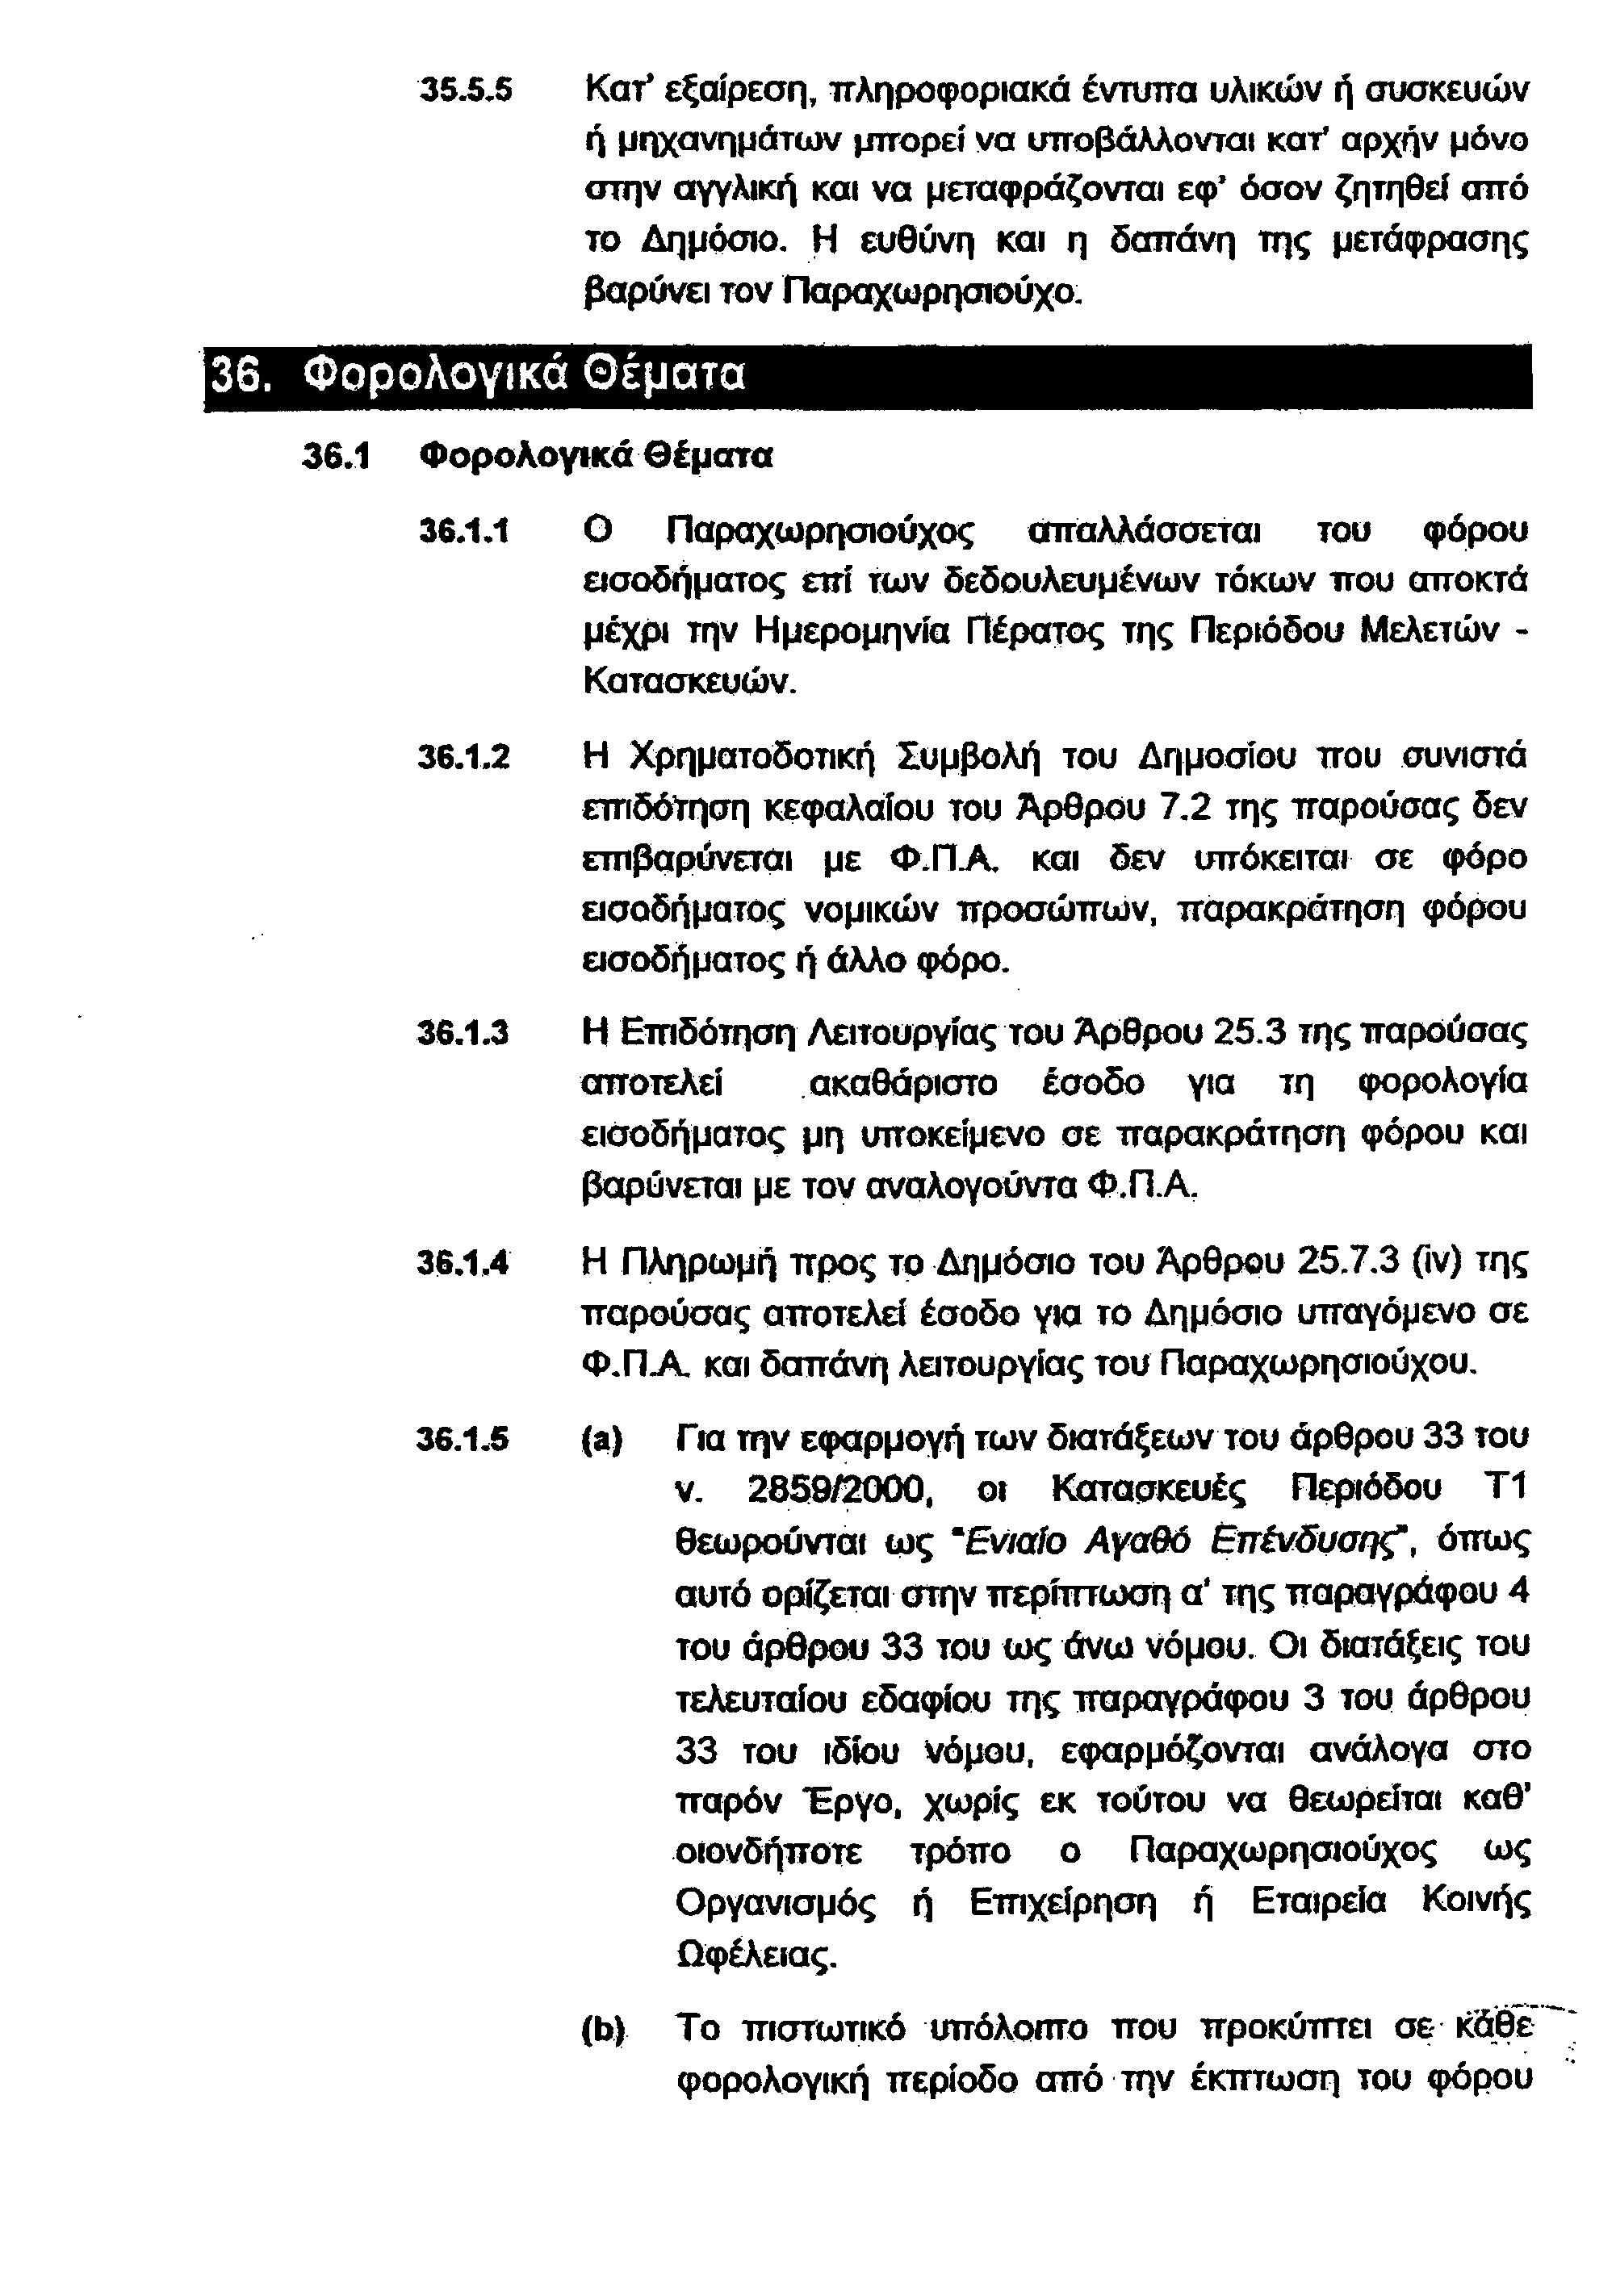 35.5.5 Κατ’ εξαίρεση, πληροφοριακά έντυπα υλικών ή συσκευών
ή μηχανημάτων μπορεί να υποβάλλονται κατ’ αρχήν μόνο
στην αγγλική και να μεταφράζονται εφ’ όσον ζητηθεί από
το Δημόσιο. Η ευθύνη και η δαπάνη της μετάφρασης
βαρύνει τον Παραχωρησιούχο.
36. Φορολογικά Θέματα
36.1 Φορολογικά Θέματα
36.1.1 Ο Παραχωρησιούχος απαλλάσσεται του φόρου
εισοδήματος επί των δεδουλευμένων τόκων που αποκτά
μέχρι την Ημερομηνία Πέρατος της Περιόδου Μελετών -
Κατασκευών.
36.1.2 Η Χρηματοδοτική Συμβολή του Δημοσίου που συνιστά
επιδότηση κεφαλαίου του Άρθρου 7.2 της παρούσας δεν
επιβαρύνεται με Φ.Π.Α. και δεν υπόκειται σε φόρο
εισοδήματος νομικών προσώπων, παρακράτηση φόρου
εισοδήματος ή άλλο φόρο.
36.1.3 Η Επιδότηση Λειτουργίας του Άρθρου 25.3 της παρούσας
αποτελεί ακαθάριστο έσοδο για τη φορολογία
εισοδήματος μη υποκείμενο σε παρακράτηση φόρου και
βαρύνεται με τον αναλογούντα Φ.Π.Α.
36.1.4 Η Πληρωμή προς το Δημόσιο του Άρθρου 25.7.3 (iv) της
παρούσας αποτελεί έσοδο για το Δημόσιο υπαγόμενο σε
Φ.Π.Α. και δαπάνη λειτουργίας του Παραχωρησιούχου.
36.1.5 (a) Για την εφαρμογή των διατάξεων του άρθρου 33 του
ν. 2859/2000, οι Κατασκευές Περιόδου Τ1
θεωρούνται ως "Ενιαίο Αγαθό Επένδυσης", όπως
αυτό ορίζεται στην περίπτωση α' της παραγράφου 4
του άρθρου 33 του ως άνω νόμου. Οι διατάξεις του
τελευταίου εδαφίου της παραγράφου 3 του άρθρου
33 του ιδίου νόμου, εφαρμόζονται ανάλογα στο
παρόν Έργο, χωρίς εκ τούτου να θεωρείται καθ’
οιονδήποτε τρόπο ο Παραχωρησιούχος ως
Οργανισμός ή Επιχείρηση ή Εταιρεία Κοινής
Ωφέλειας.
(b) Το πιστωτικό υπόλοιπο που προκύπτει σε κάθε
φορολογική περίοδο από την έκπτωση του φόρου